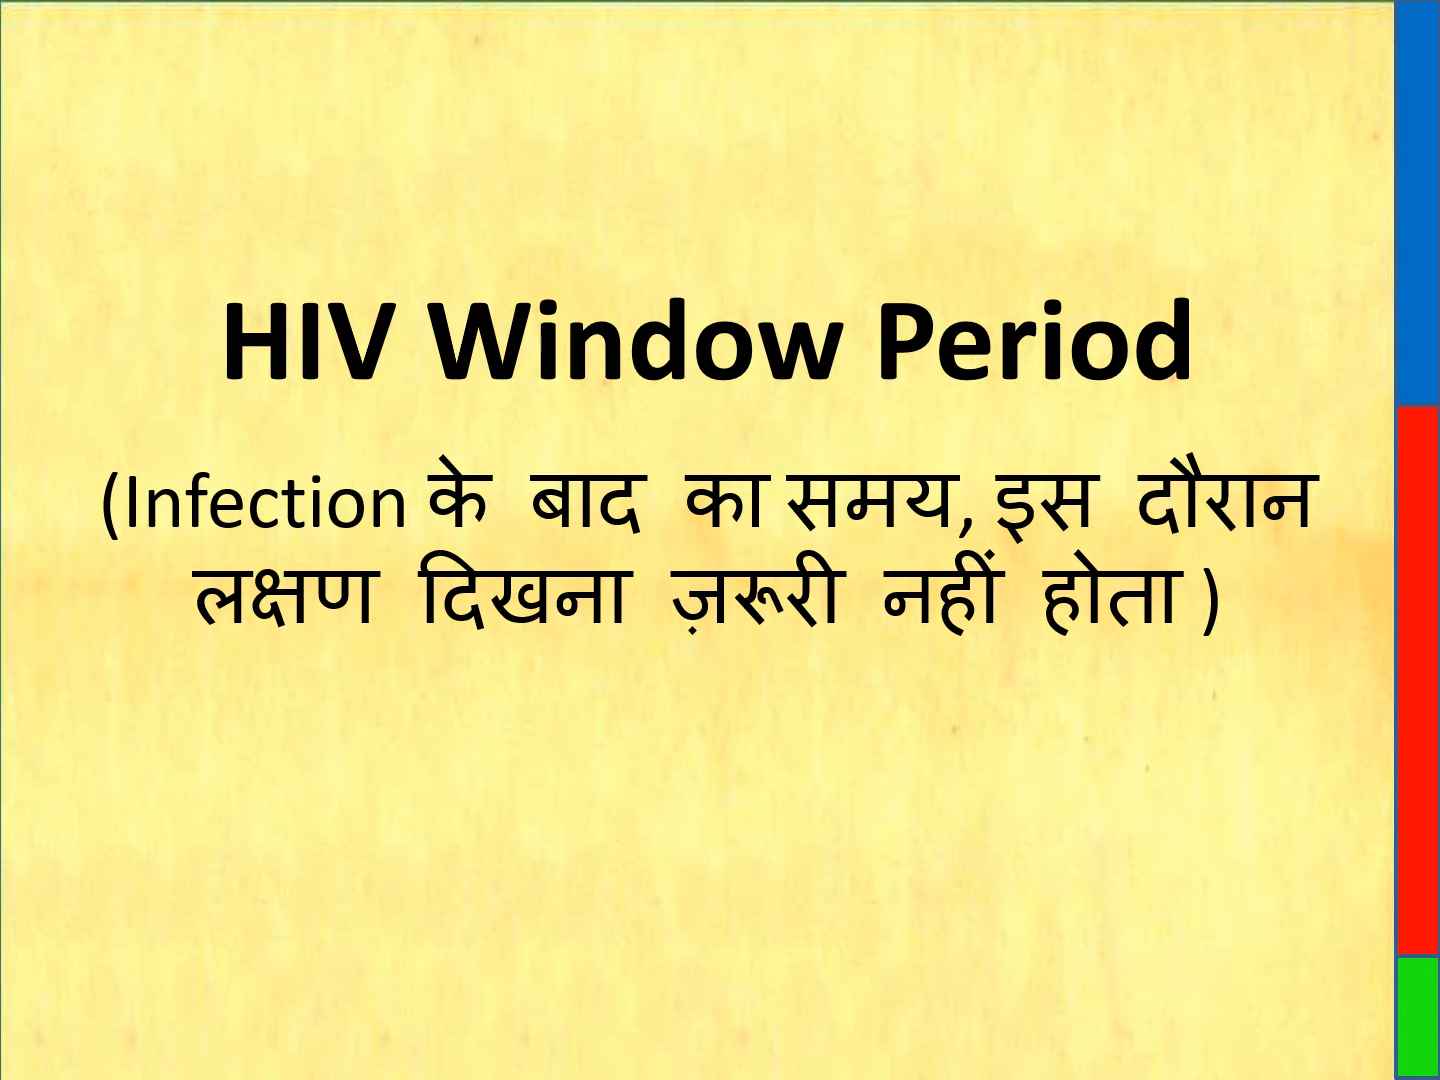 HIV Window Period
(Infection के बाद का समय, इस दौरान
लक्षण दिखना ज़रूरी नहीं होता )